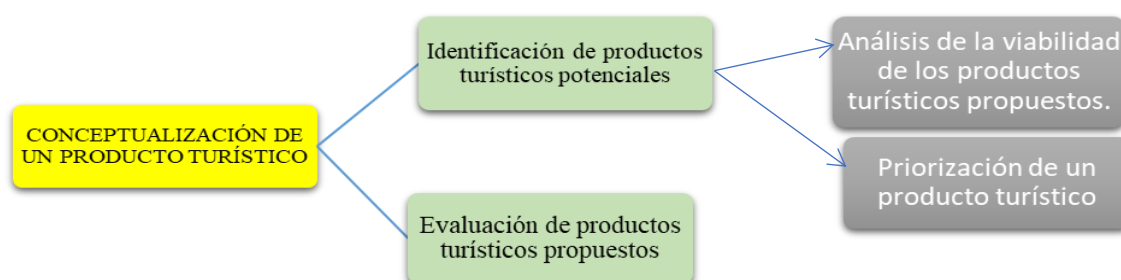 CONCEPTUALIZACIÓN DE
UN PRODUCTO TURÍSTICO
Identificación de productos
turísticos potenciales
Análisis de la viabilidad
de los productos
turísticos propuestos.
Priorización de un
producto turístico
Evaluación de productos
turísticos propuestos